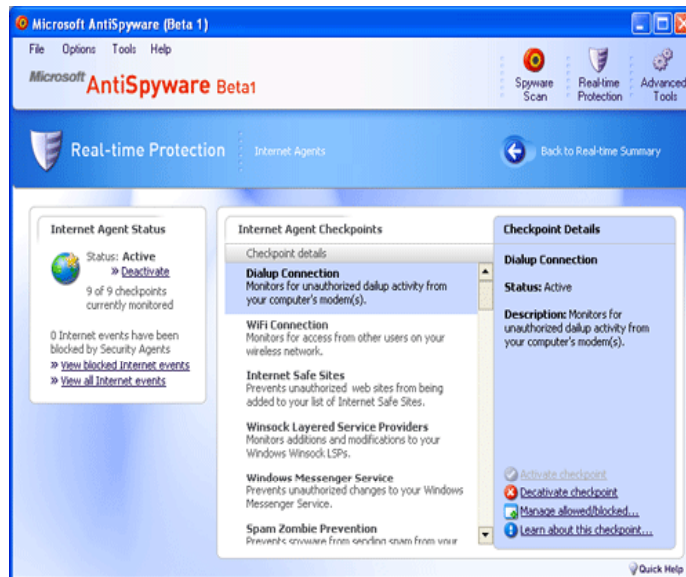 Microsoft AntiSpyware (Beta 1)
File Options Tools Help
Microsoft AntiSpyware Beta1
Spyware Scan
Real-time Protection
Advanced Tools
Real-time Protection
Internet Agents
Back to Real-time Summary
Internet Agent Status
Status: Active
» Deactivate
9 of 9 checkpoints
currently monitored
0 Internet events have been
blocked by Security Agents
» View blocked Internet events
» View all Internet events
Internet Agent Checkpoints
Checkpoint details
Dialup Connection
Monitors for unauthorized dailup activity from
your computer's modem(s).
WiFi Connection
Monitors for access from other users on your
wireless network.
Internet Safe Sites
Prevents unauthorized web sites from being
added to your list of Internet Safe Sites.
Winsock Layered Service Providers
Monitors additions and modifications to your
Windows Winsock LSPs.
Windows Messenger Service
Prevents unauthorized changes to your Windows
Messenger Service.
Spam Zombie Prevention
Prevents spyware from sending spam from your
Checkpoint Details
Dialup Connection
Status: Active
Description: Monitors for
unauthorized dailup activity from
your computer's modem(s).
Activate checkpoint
Decativate checkpoint
Manage allowed/blocked...
Learn about this checkpoint...
Quick Help